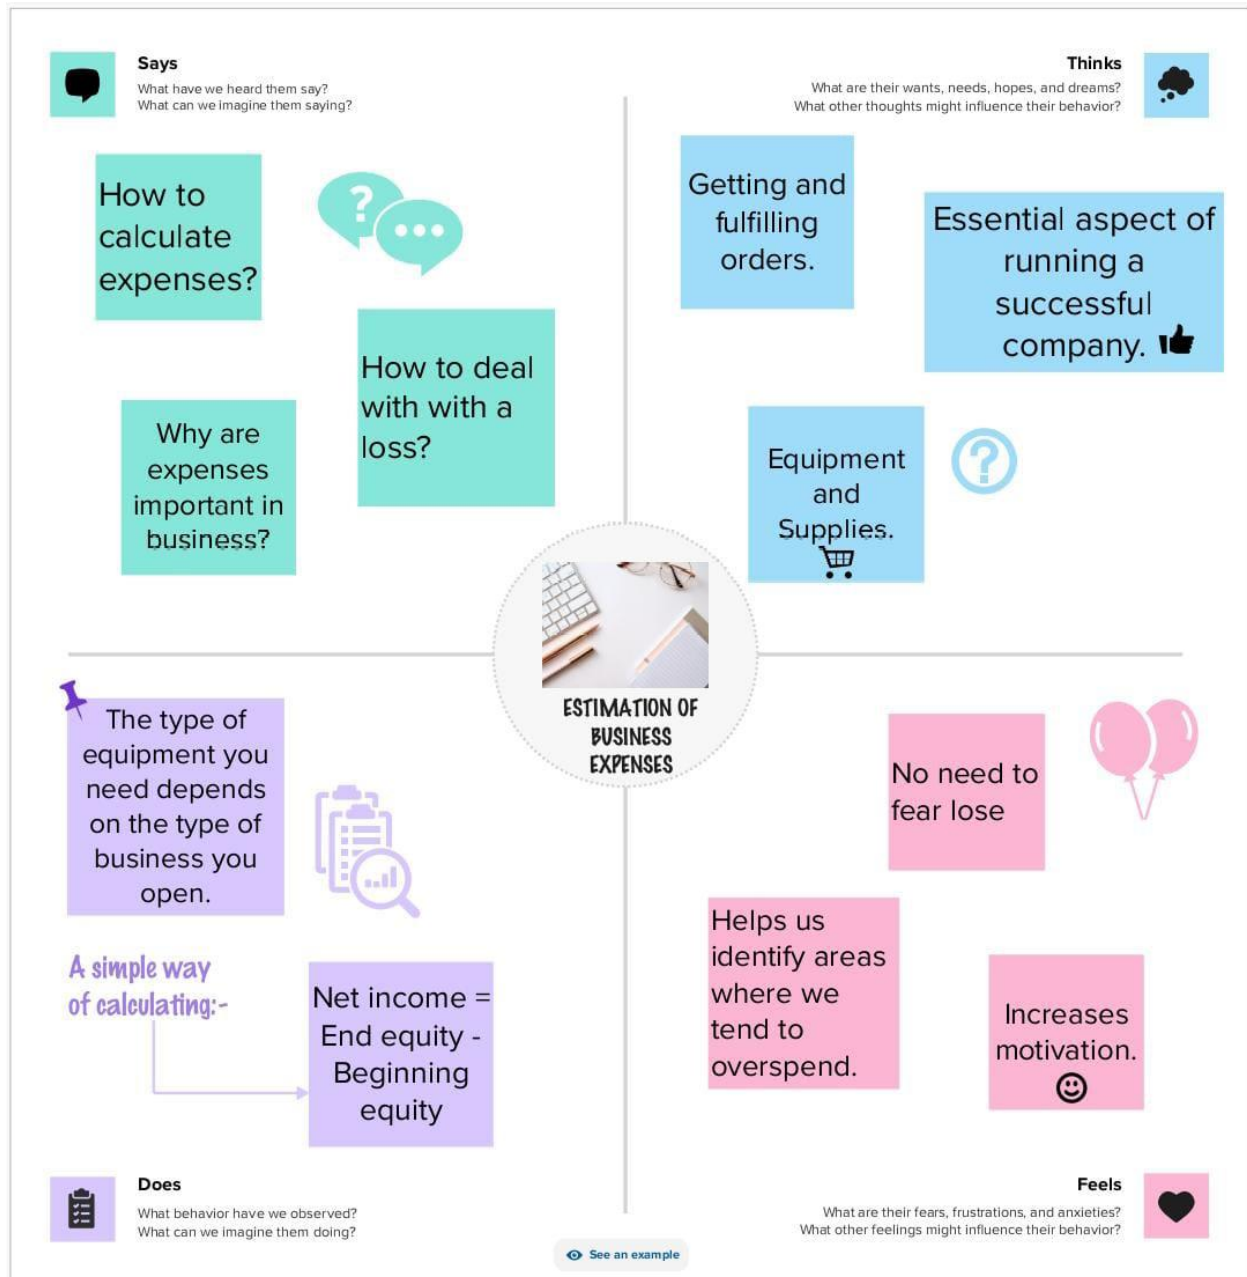 Says
What have we heard them say?
What can we imagine them saying?
How to
calculate
expenses?
?
How to deal
with with a
loss?
Why are
expenses
important in
business?
Thinks
What are their wants, needs, hopes, and dreams?
What other thoughts might influence their behavior?
Getting and
fulfilling
orders.
Essential aspect of
running a
successful
company.
Equipment
and
Supplies.
?
ESTIMATION OF
BUSINESS
EXPENSES
The type of
equipment you
need depends
on the type of
business you
open.
A simple way
of calculating:-
Net income =
End equity -
Beginning
equity
Does
What behavior have we observed?
What can we imagine them doing?
No need to
fear lose
Helps us
identify areas
where we
tend to
overspend.
Increases
motivation.
Feels
What are their fears, frustrations, and anxieties?
What other feelings might influence their behavior?
See an example